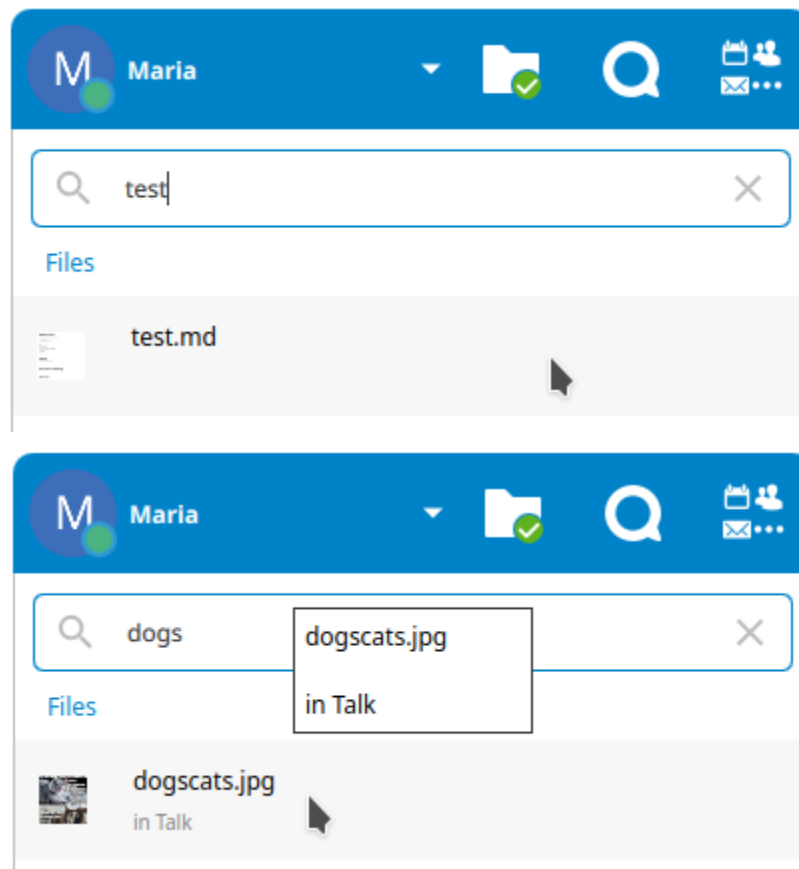 M Maria
test
Files
test.md
M Maria
dogs
dogscats.jpg
in Talk
Files
dogscats.jpg
in Talk